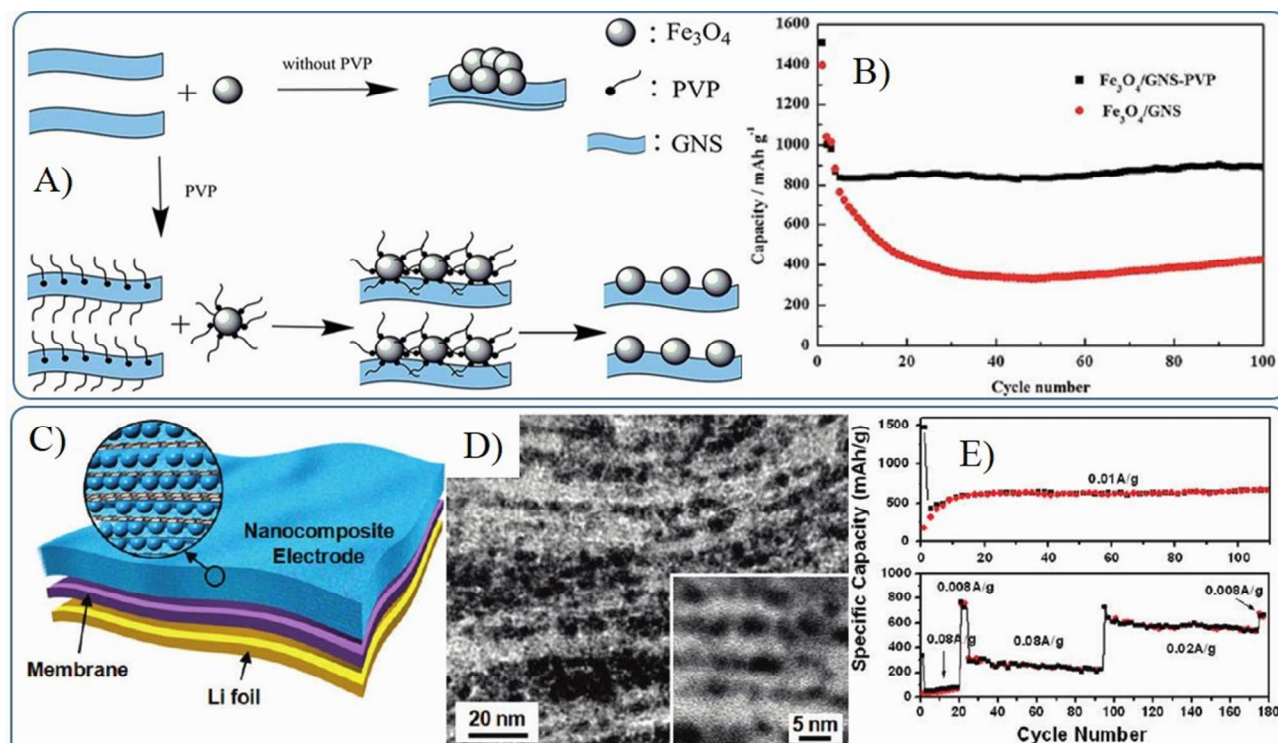 A)
without PVP
+
: Fe₃O₄
: PVP
: GNS
PVP
+
B)
Capacity / mAh g⁻¹
1600
1400
1200
1000
800
600
400
200
0
Fe₃O₄/GNS-PVP
Fe₃O₄/GNS
0 20 40 60 80 100
Cycle number
C)
Nanocomposite
Electrode
Membrane
Li foil
D)
20 nm
5 nm
E)
Specific Capacity (mAh/g)
1500
1000
500
0
0.01A/g
0 20 40 60 80 100
1000
800
600
400
200
0
0.008A/g
0.08A/g
0.08A/g
0.02A/g
0.008A/g
0 20 40 60 80 100 120 140 160 180
Cycle Number